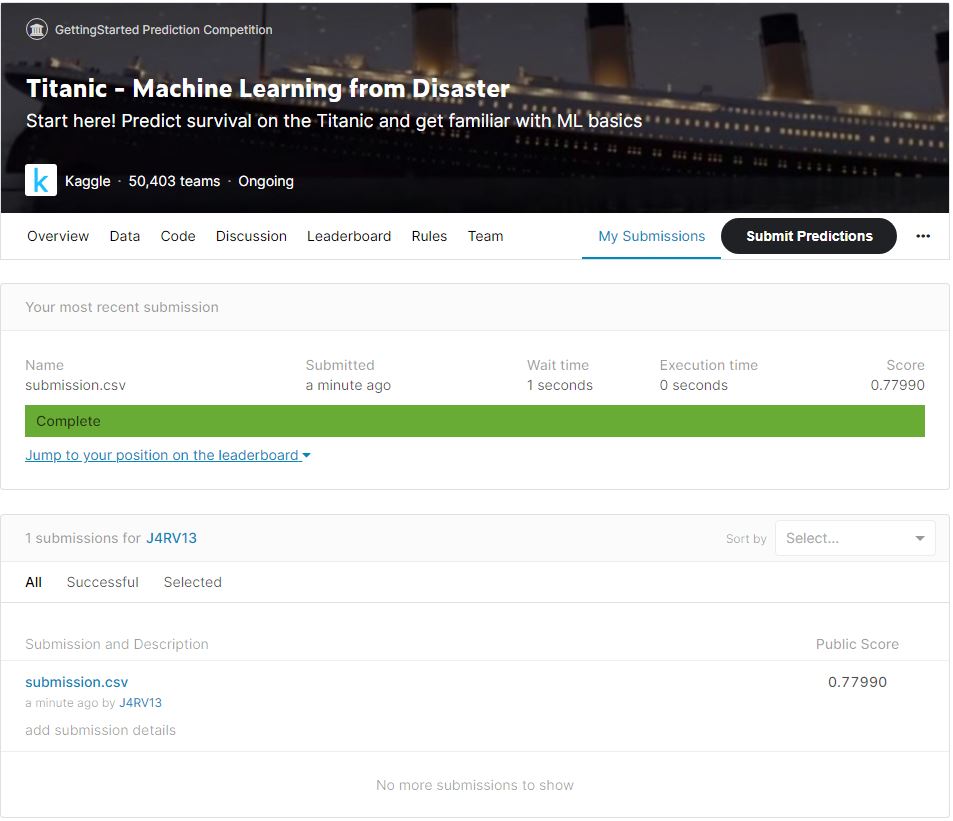 GettingStarted Prediction Competition
Titanic - Machine Learning from Disaster
Start here! Predict survival on the Titanic and get familiar with ML basics
k Kaggle · 50,403 teams · Ongoing
Overview Data Code Discussion Leaderboard Rules Team My Submissions Submit Predictions ...
Your most recent submission
Name Submitted Wait time Execution time Score
submission.csv a minute ago 1 seconds 0 seconds 0.77990
Complete
Jump to your position on the leaderboard
1 submissions for J4RV13 Sort by Select...
All Successful Selected
Submission and Description Public Score
submission.csv 0.77990
a minute ago by J4RV13
add submission details
No more submissions to show